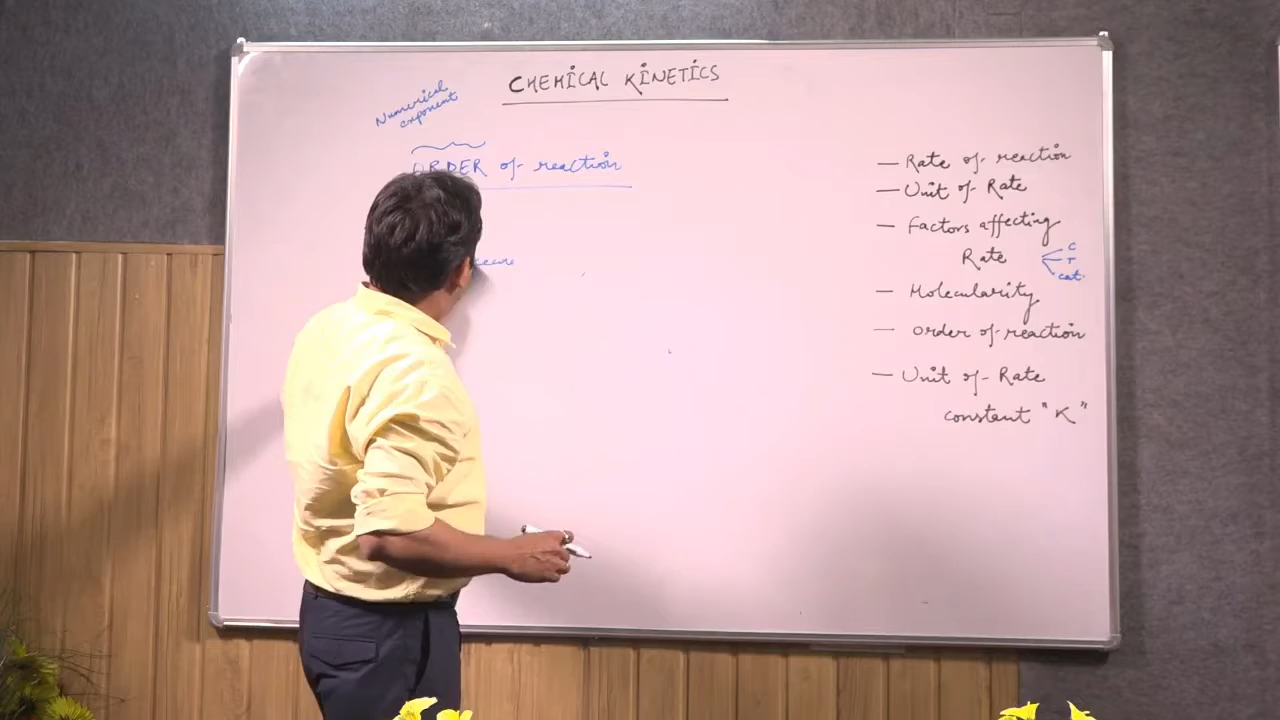 CHEMICAL KINETICS
Numerical
exponent
ORDER of reaction
— Rate of reaction
— Unit of Rate
— Factors affecting
Rate
C
T
cat.
— Molecularity
— Order of reaction
— Unit of Rate
constant "K"